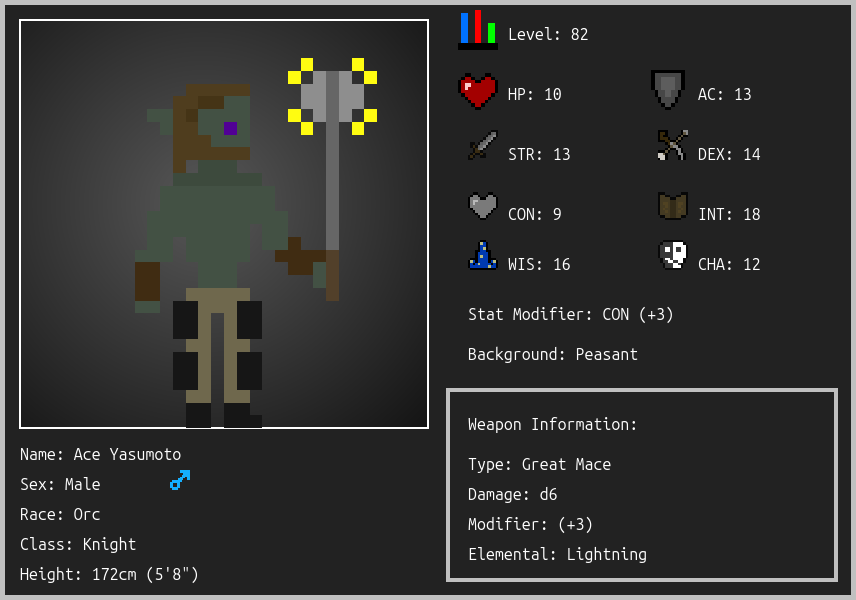 Level: 82
HP: 10
AC: 13
STR: 13
DEX: 14
CON: 9
INT: 18
WIS: 16
CHA: 12
Stat Modifier: CON (+3)
Background: Peasant
Weapon Information:
Type: Great Mace
Damage: d6
Modifier: (+3)
Elemental: Lightning
Name: Ace Yasumoto
Sex: Male
Race: Orc
Class: Knight
Height: 172cm (5'8")